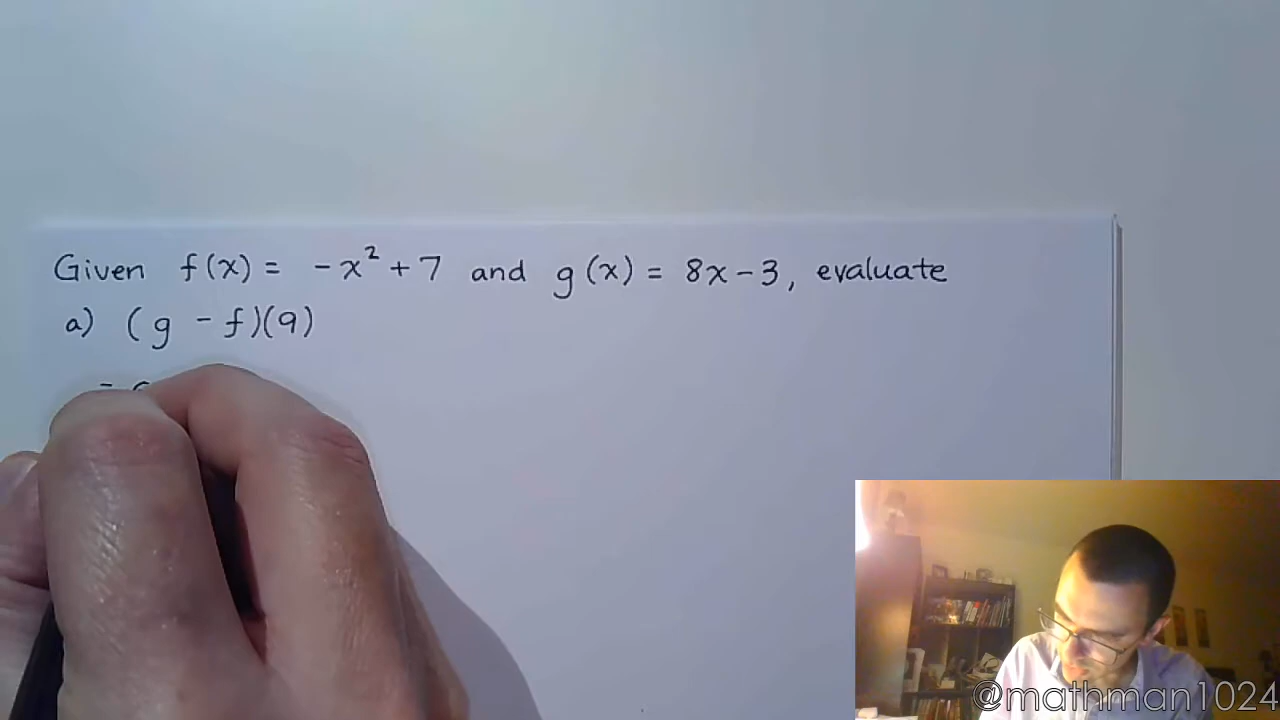 Given f(x) = -x² + 7 and g(x) = 8x - 3, evaluate
a) (g - f)(9)
=
@mathman1024